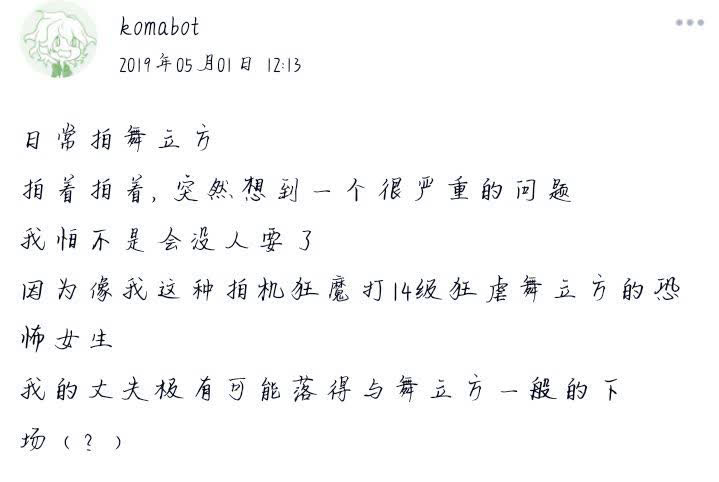 komabot
2019年05月01日 12:13
日常拍舞立方
拍着拍着,突然想到一个很严重的问题
我怕不是会没人要了
因为像我这种拍机狂魔打14级狂虐舞立方的恐
怖女生
我的丈夫极有可能落得与舞立方一般的下
场(?)